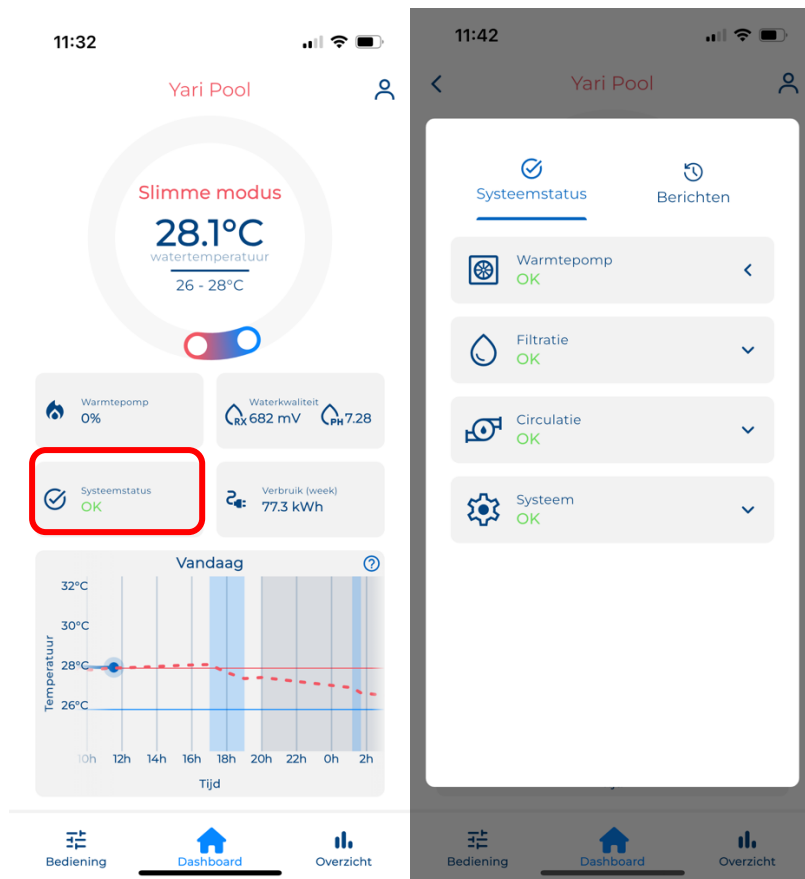 11:32
Yari Pool
Slimme modus
28.1°C
watertemperatuur
26 - 28°C
Warmtepomp
0%
Waterkwaliteit
RX 682 mV PH 7.28
Systeemstatus
OK
Verbruik (week)
77.3 kWh
Vandaag
?
32°C
30°C
28°C
26°C
Temperatuur
10h 12h 14h 16h 18h 20h 22h 0h 2h
Tijd
Bediening Dashboard Overzicht
11:42
Yari Pool
Systeemstatus Berichten
Warmtepomp
OK
Filtratie
OK
Circulatie
OK
Systeem
OK
Bediening Dashboard Overzicht